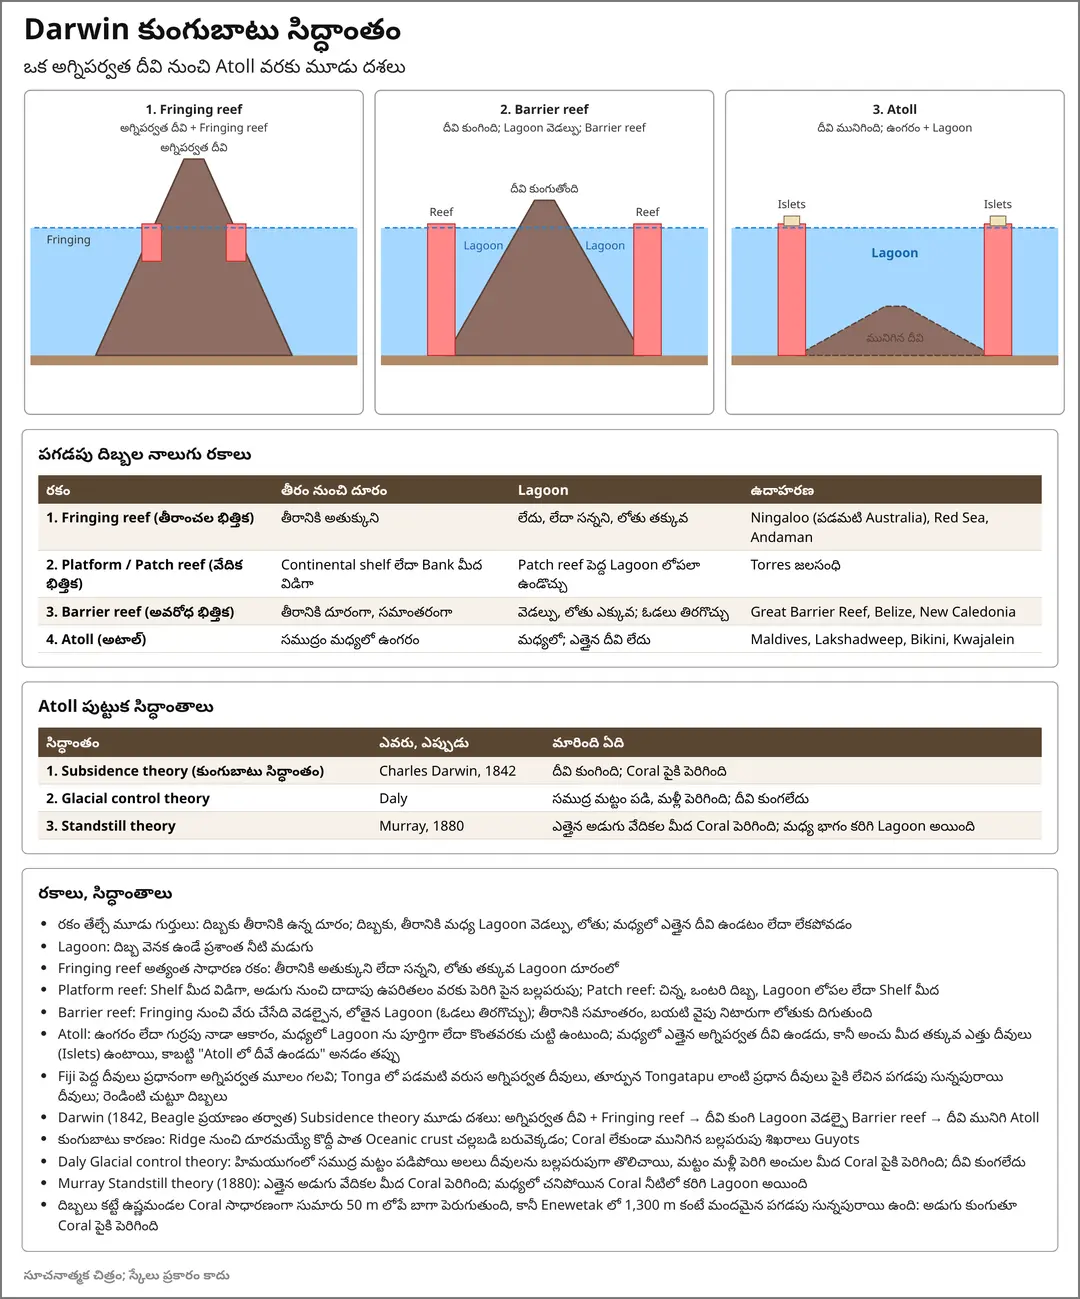 Darwin కుంగుబాటు సిద్ధాంతం
ఒక అగ్నిపర్వత దీవి నుంచి Atoll వరకు మూడు దశలు
1. Fringing reef
అగ్నిపర్వత దీవి + Fringing reef
అగ్నిపర్వత దీవి
Fringing
2. Barrier reef
దీవి కుంగింది; Lagoon వెడల్పు; Barrier reef
దీవి కుంగుతోంది
Reef
Reef
Lagoon
Lagoon
3. Atoll
దీవి మునిగింది; ఉంగరం + Lagoon
Islets
Islets
Lagoon
మునిగిన దీవి
పగడపు దిబ్బల నాలుగు రకాలు
రకం తీరం నుంచి దూరం Lagoon ఉదాహరణ
1. Fringing reef (తీరాంచల భిత్తిక) తీరానికి అతుక్కుని లేదు, లేదా సన్నని, లోతు తక్కువ Ningaloo (పడమటి Australia), Red Sea,
Andaman
2. Platform / Patch reef (వేదిక Continental shelf లేదా Bank మీద Patch reef పెద్ద Lagoon లోపలా Torres జలసంధి
భిత్తిక) విడిగా ఉండొచ్చు
3. Barrier reef (అవరోధ భిత్తిక) తీరానికి దూరంగా, సమాంతరంగా వెడల్పు, లోతు ఎక్కువ; ఓడలు తిరగొచ్చు Great Barrier Reef, Belize, New Caledonia
4. Atoll (అటాల్) సముద్రం మధ్యలో ఉంగరం మధ్యలో; ఎత్తైన దీవి లేదు Maldives, Lakshadweep, Bikini, Kwajalein
Atoll పుట్టుక సిద్ధాంతాలు
సిద్ధాంతం ఎవరు, ఎప్పుడు మారింది ఏది
1. Subsidence theory (కుంగుబాటు సిద్ధాంతం) Charles Darwin, 1842 దీవి కుంగింది; Coral పైకి పెరిగింది
2. Glacial control theory Daly సముద్ర మట్టం పడి, మళ్లీ పెరిగింది; దీవి కుంగలేదు
3. Standstill theory Murray, 1880 ఎత్తైన అడుగు వేదికల మీద Coral పెరిగింది; మధ్య భాగం కరిగి Lagoon అయింది
రకాలు, సిద్ధాంతాలు
• రకం తేల్చే మూడు గుర్తులు: దిబ్బకు తీరానికి ఉన్న దూరం; దిబ్బకు, తీరానికి మధ్య Lagoon వెడల్పు, లోతు; మధ్యలో ఎత్తైన దీవి ఉండటం లేదా లేకపోవడం
• Lagoon: దిబ్బ వెనక ఉండే ప్రశాంత నీటి మడుగు
• Fringing reef అత్యంత సాధారణ రకం: తీరానికి అతుక్కుని లేదా సన్నని, లోతు తక్కువ Lagoon దూరంలో
• Platform reef: Shelf మీద విడిగా, అడుగు నుంచి దాదాపు ఉపరితలం వరకు పెరిగి పైన బల్లపరుపు; Patch reef: చిన్న, ఒంటరి దిబ్బ, Lagoon లోపల లేదా Shelf మీద
• Barrier reef: Fringing నుంచి వేరు చేసేది వెడల్పైన, లోతైన Lagoon (ఓడలు తిరగొచ్చు); తీరానికి సమాంతర, బయటి వైపు నిటారుగా లోతుకు దిగుతుంది
• Atoll: ఉంగరం లేదా గుర్రపు నాడా ఆకారం, మధ్యలో Lagoon ను పూర్తిగా లేదా కొంతవరకు చుట్టి ఉంటుంది; మధ్యలో ఎత్తైన అగ్నిపర్వత దీవి ఉండదు, కానీ అంచు మీద తక్కువ ఎత్తు దీవులు
(Islets) ఉంటాయి, కాబట్టి "Atoll లో దీవే ఉండదు" అనడం తప్పు
• Fiji పెద్ద దీవులు ప్రధానంగా అగ్నిపర్వత మూలం గలవి; Tonga లో పడమటి వరుస అగ్నిపర్వత దీవులు, తూర్పున Tongatapu లాంటి ప్రధాన దీవులు పైకి లేచిన పగడపు సున్నపురాయి
దీవులు; రెండింటి చుట్టూ దిబ్బలు
• Darwin (1842, Beagle ప్రయాణం తర్వాత) Subsidence theory మూడు దశలు: అగ్నిపర్వత దీవి + Fringing reef → దీవి కుంగి Lagoon వెడల్పై Barrier reef → దీవి మునిగి Atoll
• కుంగుబాటు కారణం: Ridge నుంచి దూరమయ్యే కొద్దీ పాత Oceanic crust చల్లబడి బరువెక్కడం; Coral లేకుండా మునిగిన బల్లపరుపు శిఖరాలు Guyots
• Daly Glacial control theory: హిమయుగంలో సముద్ర మట్టం పడిపోయి అలలు దీవులను బల్లపరుపుగా తొలిచాయి, మట్టం మళ్లీ పెరిగి అంచుల మీద Coral పైకి పెరిగింది; దీవి కుంగలేదు
• Murray Standstill theory (1880): ఎత్తైన అడుగు వేదికల మీద Coral పెరిగింది; మధ్యలో చనిపోయిన Coral నీటిలో కరిగి Lagoon అయింది
• దిబ్బలు కట్టే ఉష్ణమండల Coral సాధారణంగా సుమారు 50 m లోపే బాగా పెరుగుతుంది, కానీ Enewetak లో 1,300 m కంటే మందమైన పగడపు సున్నపురాయి ఉంది: అడుగు కుంగుతూ
Coral పైకి పెరిగింది
సూచనాత్మక చిత్రం; స్కేలు ప్రకారం కాదు